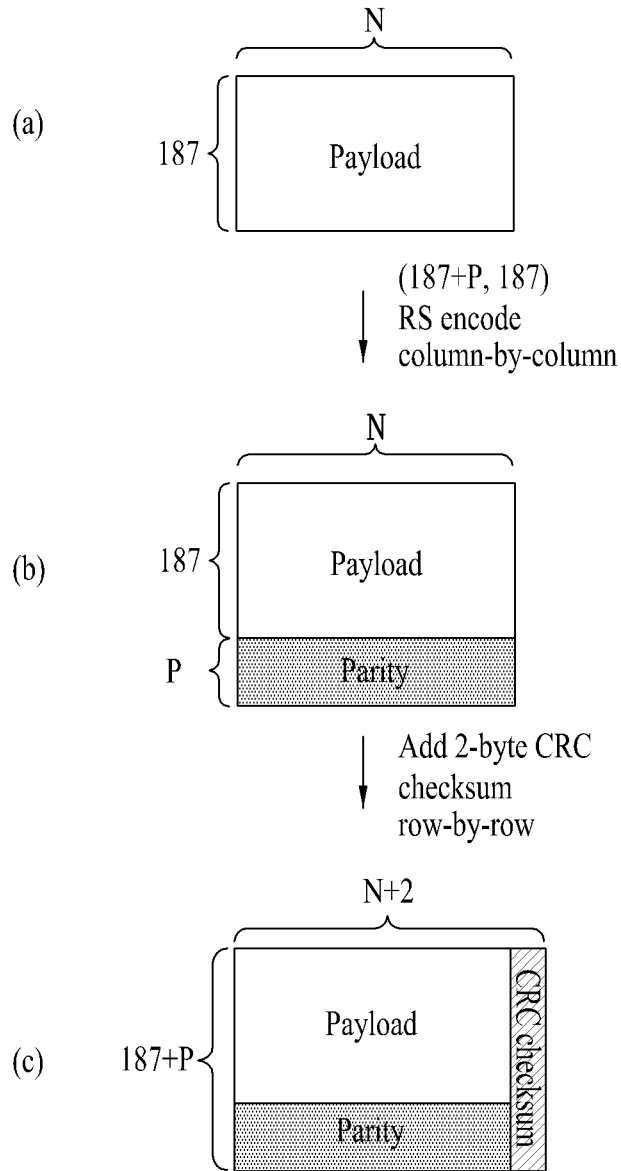 N
(a)
187
Payload
(187+P, 187)
RS encode
column-by-column
N
187
(b)
Payload
P
Parity
Add 2-byte CRC
checksum
row-by-row
N+2
Payload
CRC checksum
187+P
(c)
Parity